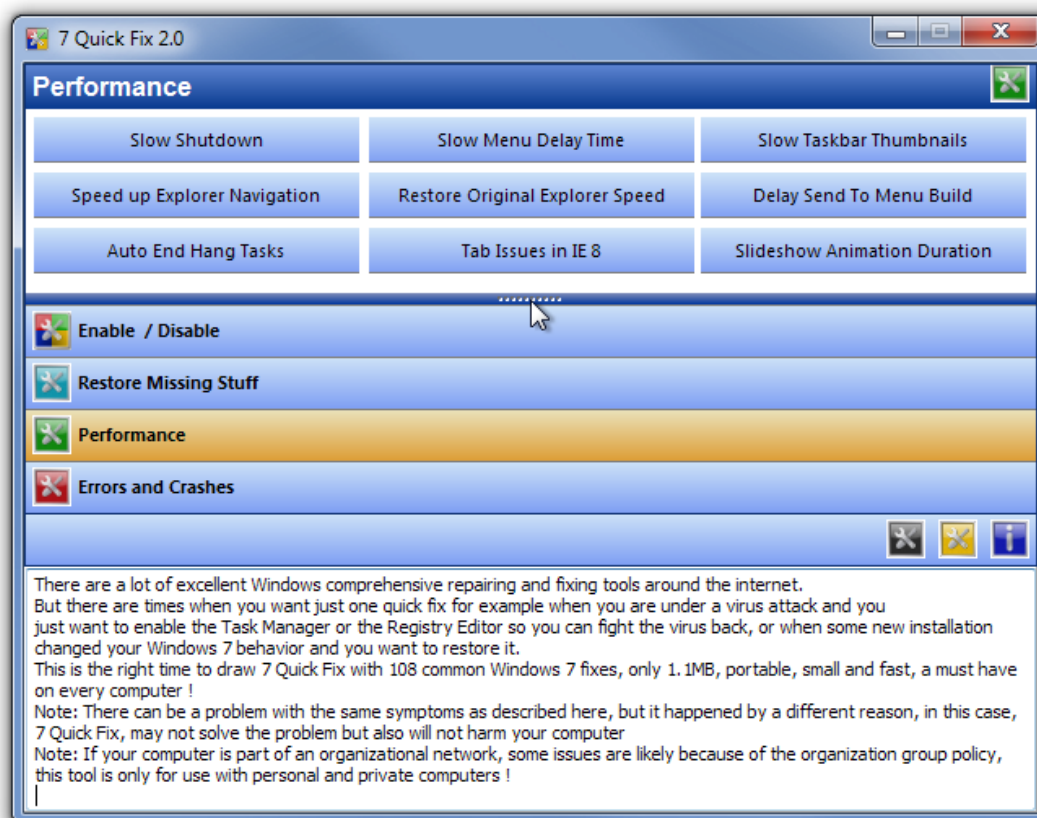 7 Quick Fix 2.0
Performance
Slow Shutdown
Slow Menu Delay Time
Slow Taskbar Thumbnails
Speed up Explorer Navigation
Restore Original Explorer Speed
Delay Send To Menu Build
Auto End Hang Tasks
Tab Issues in IE 8
Slideshow Animation Duration
Enable / Disable
Restore Missing Stuff
Performance
Errors and Crashes
There are a lot of excellent Windows comprehensive repairing and fixing tools around the internet.
But there are times when you want just one quick fix for example when you are under a virus attack and you
just want to enable the Task Manager or the Registry Editor so you can fight the virus back, or when some new installation
changed your Windows 7 behavior and you want to restore it.
This is the right time to draw 7 Quick Fix with 108 common Windows 7 fixes, only 1.1MB, portable, small and fast, a must have
on every computer !
Note: There can be a problem with the same symptoms as described here, but it happened by a different reason, in this case,
7 Quick Fix, may not solve the problem but also will not harm your computer
Note: If your computer is part of an organizational network, some issues are likely because of the organization group policy,
this tool is only for use with personal and private computers !